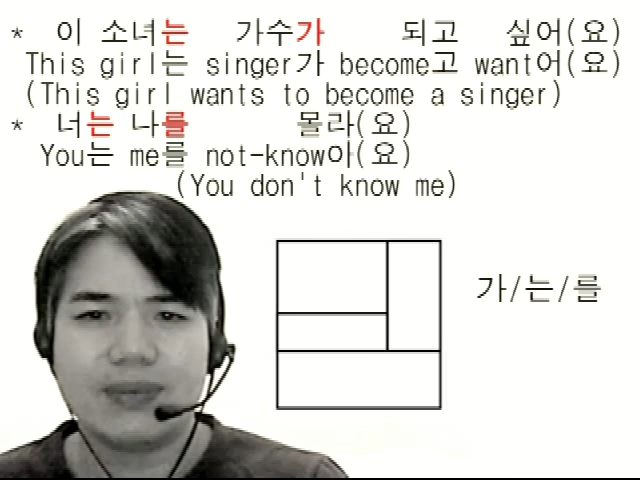 * 이 소녀는 가수가 되고 싶어(요)
This girl는 singer가 become고 want어(요)
(This girl wants to become a singer)
* 너는 나를 몰라(요)
You는 me를 not-know아(요)
(You don't know me)
가/는/를